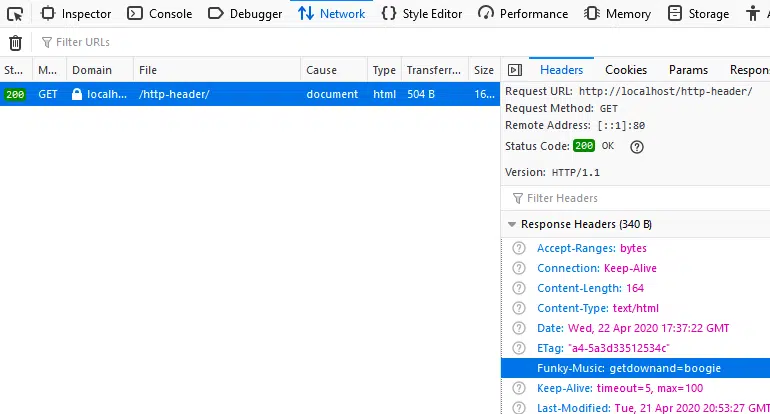 Inspector Console Debugger Network Style Editor Performance Memory Storage A
Filter URLs
St... M... Domain File Cause Type Transferr... Size
200 GET localh... /http-header/ document html 504 B 16...
Headers Cookies Params Respon
Request URL: http://localhost/http-header/
Request Method: GET
Remote Address: [::1]:80
Status Code: 200 OK ?
Version: HTTP/1.1
Filter Headers
Response Headers (340 B)
? Accept-Ranges: bytes
? Connection: Keep-Alive
? Content-Length: 164
? Content-Type: text/html
? Date: Wed, 22 Apr 2020 17:37:22 GMT
? ETag: "a4-5a3d33512534c"
Funky-Music: getdownand=boogie
? Keep-Alive: timeout=5, max=100
? Last-Modified: Tue, 21 Apr 2020 20:53:27 GMT